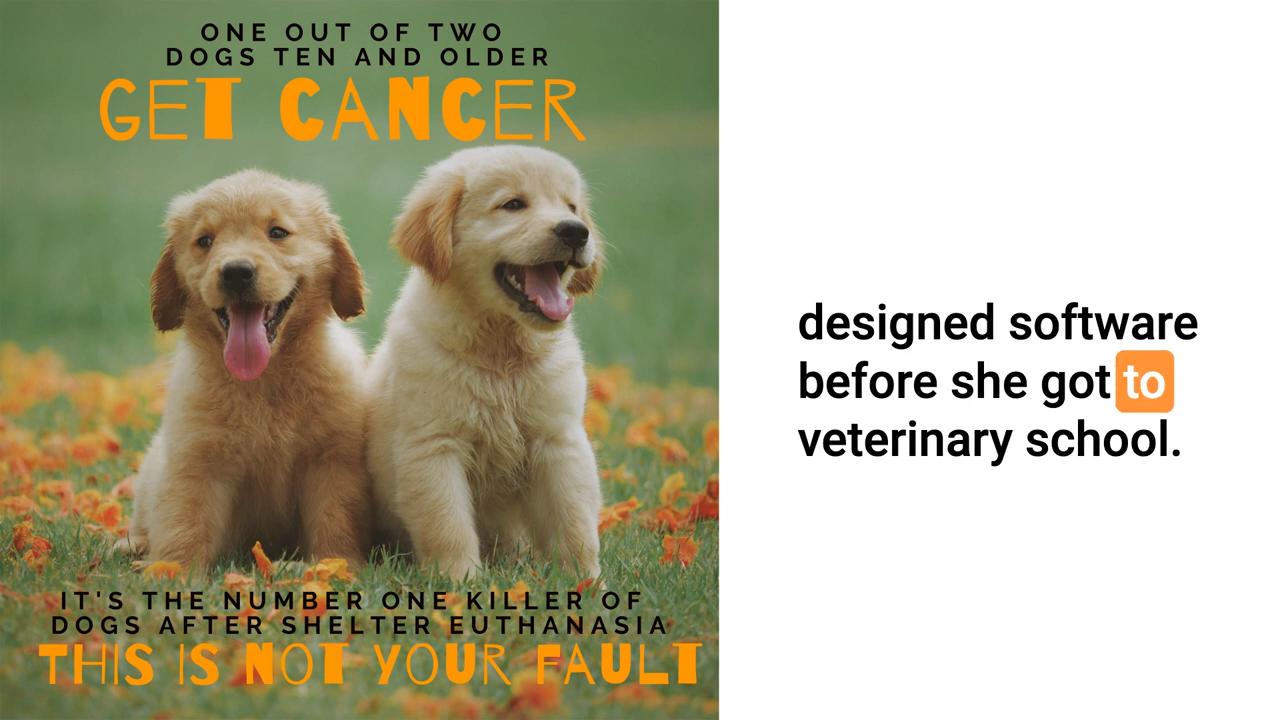 ONE OUT OF TWO
DOGS TEN AND OLDER
GET CANCER
IT'S THE NUMBER ONE KILLER OF
DOGS AFTER SHELTER EUTHANASIA
THIS IS NOT YOUR FAULT
designed software
before she got to
veterinary school.